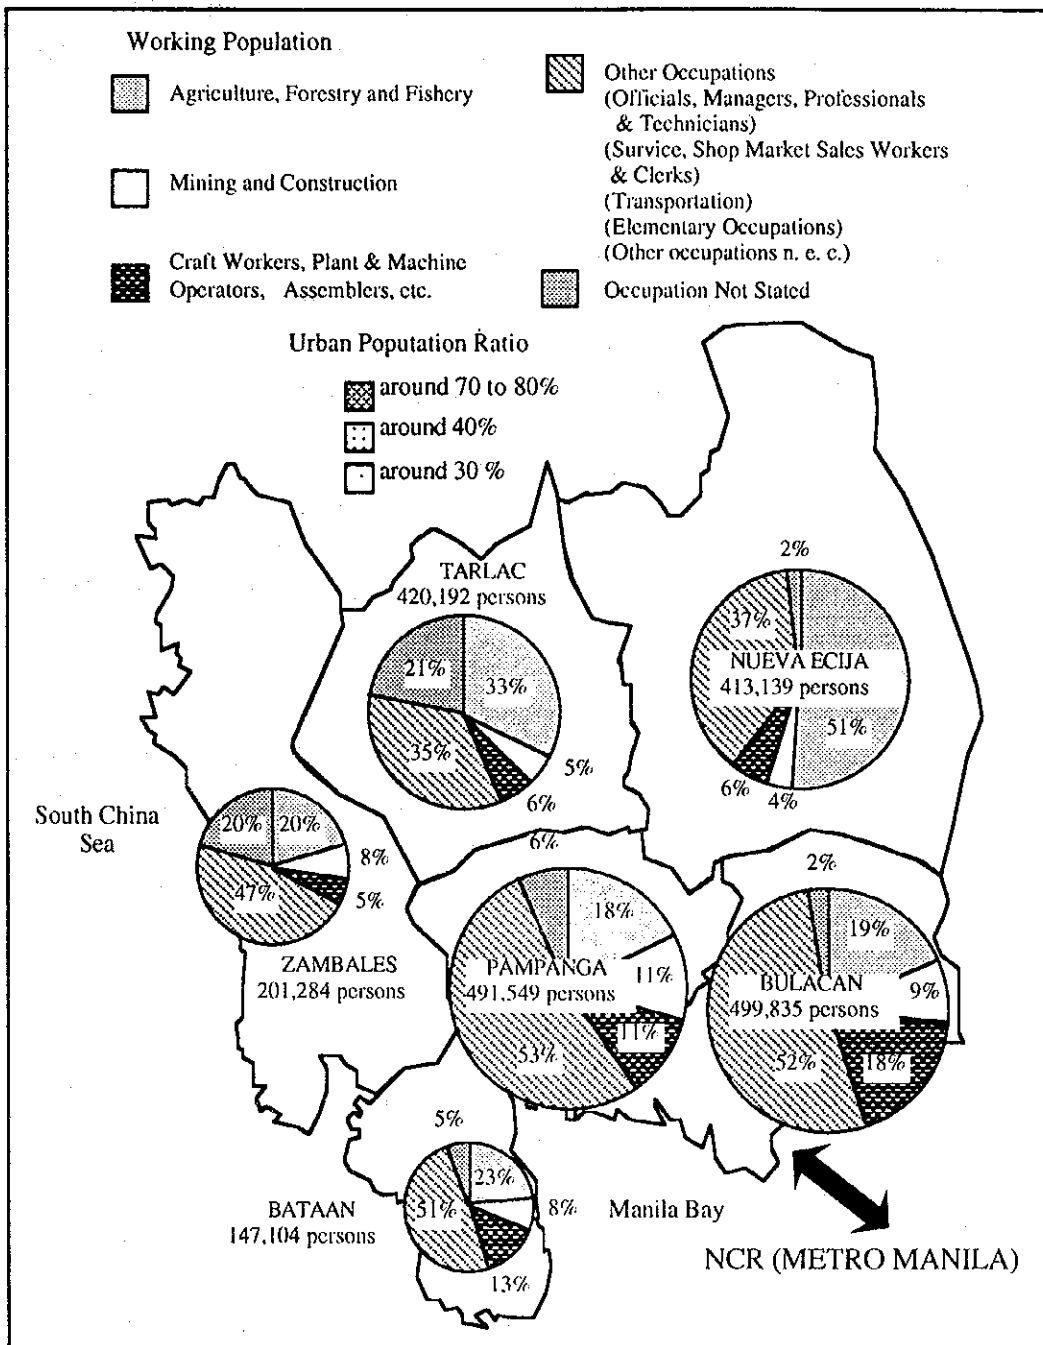 Working Population
Agriculture, Forestry and Fishery
Mining and Construction
Craft Workers, Plant & Machine
Operators, Assemblers, etc.
Other Occupations
(Officials, Managers, Professionals
& Technicians)
(Survice, Shop Market Sales Workers
& Clerks)
(Transportation)
(Elementary Occupations)
(Other occupations n. e. c.)
Occupation Not Stated
Urban Poputation Ratio
around 70 to 80%
around 40%
around 30 %
TARLAC
420,192 persons
21%
33%
35%
5%
6%
2%
37%
NUEVA ECIJA
413,139 persons
51%
6%
4%
South China
Sea
20%
20%
8%
47%
5%
ZAMBALES
201,284 persons
6%
18%
PAMPANGA
491,549 persons
11%
11%
53%
2%
19%
BULACAN
499,835 persons
9%
52%
18%
5%
23%
BATAAN
147,104 persons
51%
8%
13%
Manila Bay
NCR (METRO MANILA)